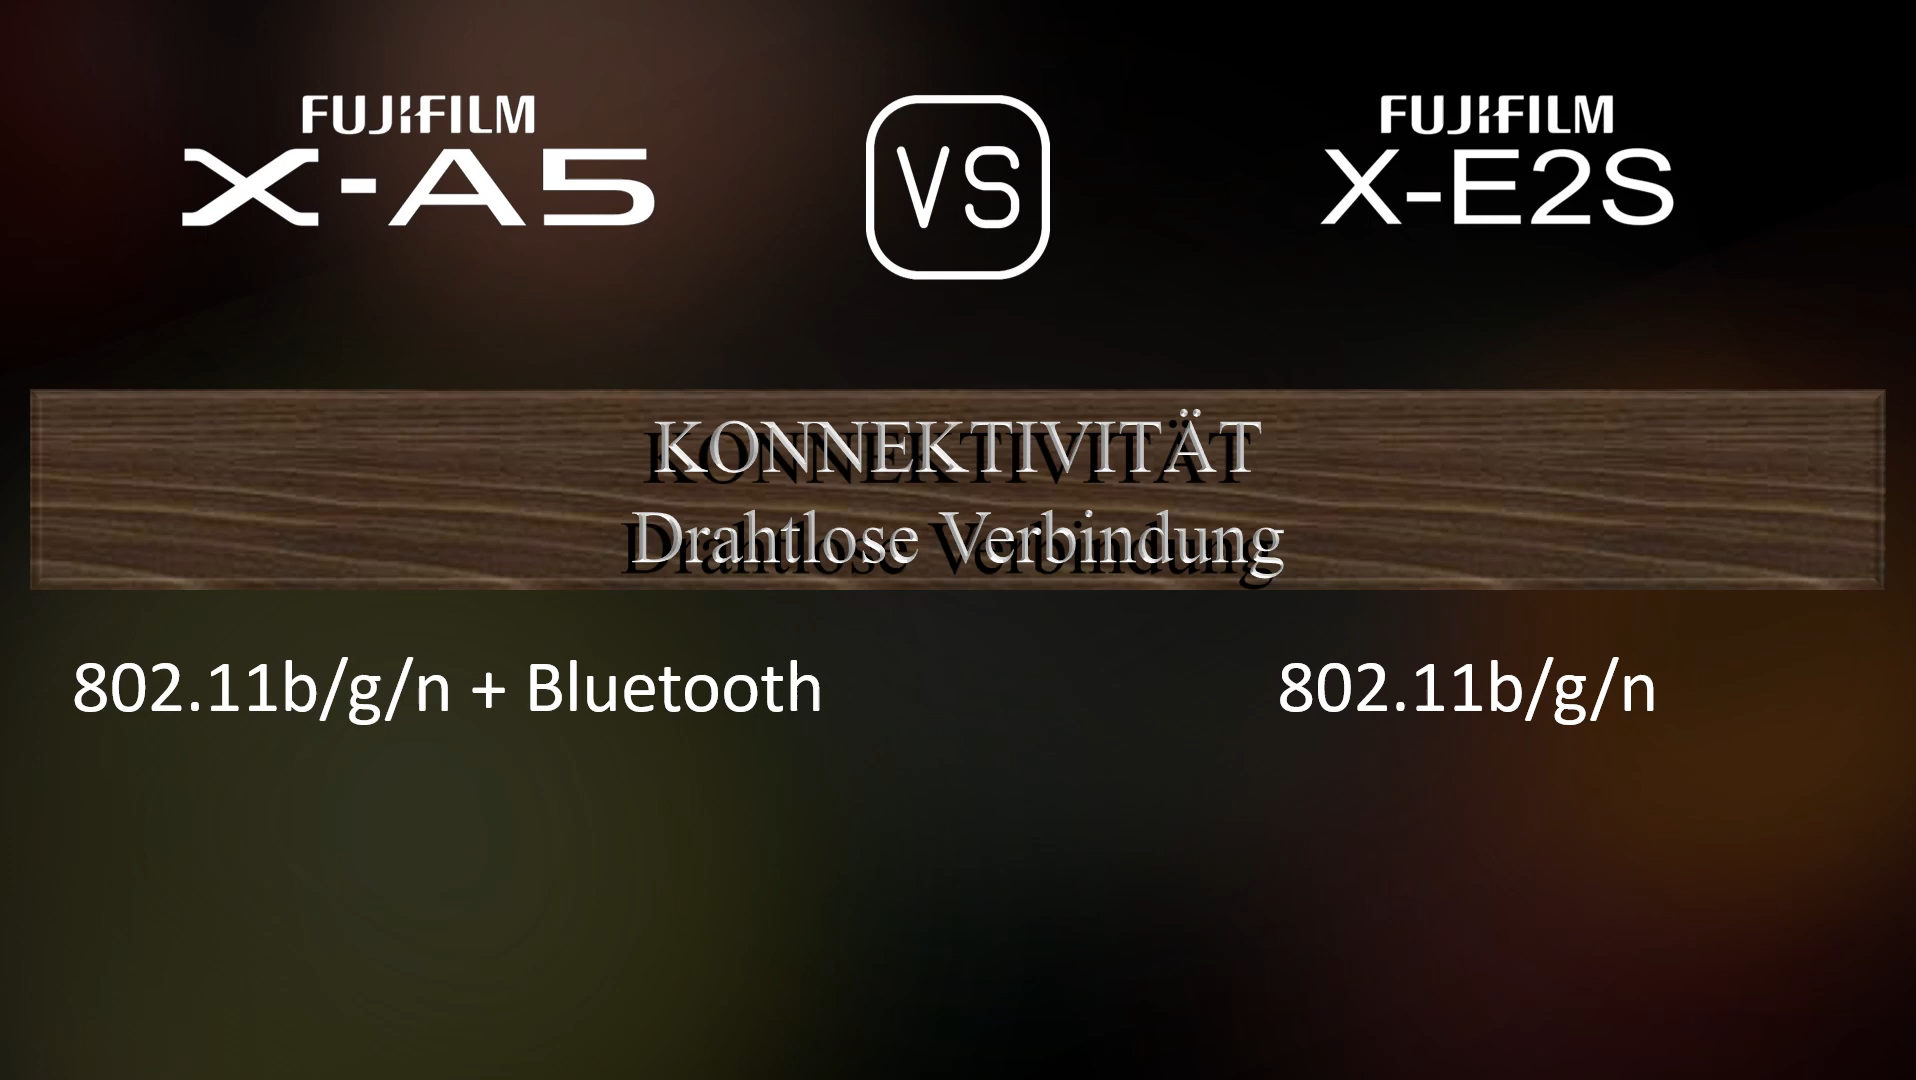 FUJIFILM
X-A5
VS
FUJIFILM
X-E2S
KONNEKTIVITÄT
Drahtlose Verbindung
802.11b/g/n + Bluetooth
802.11b/g/n